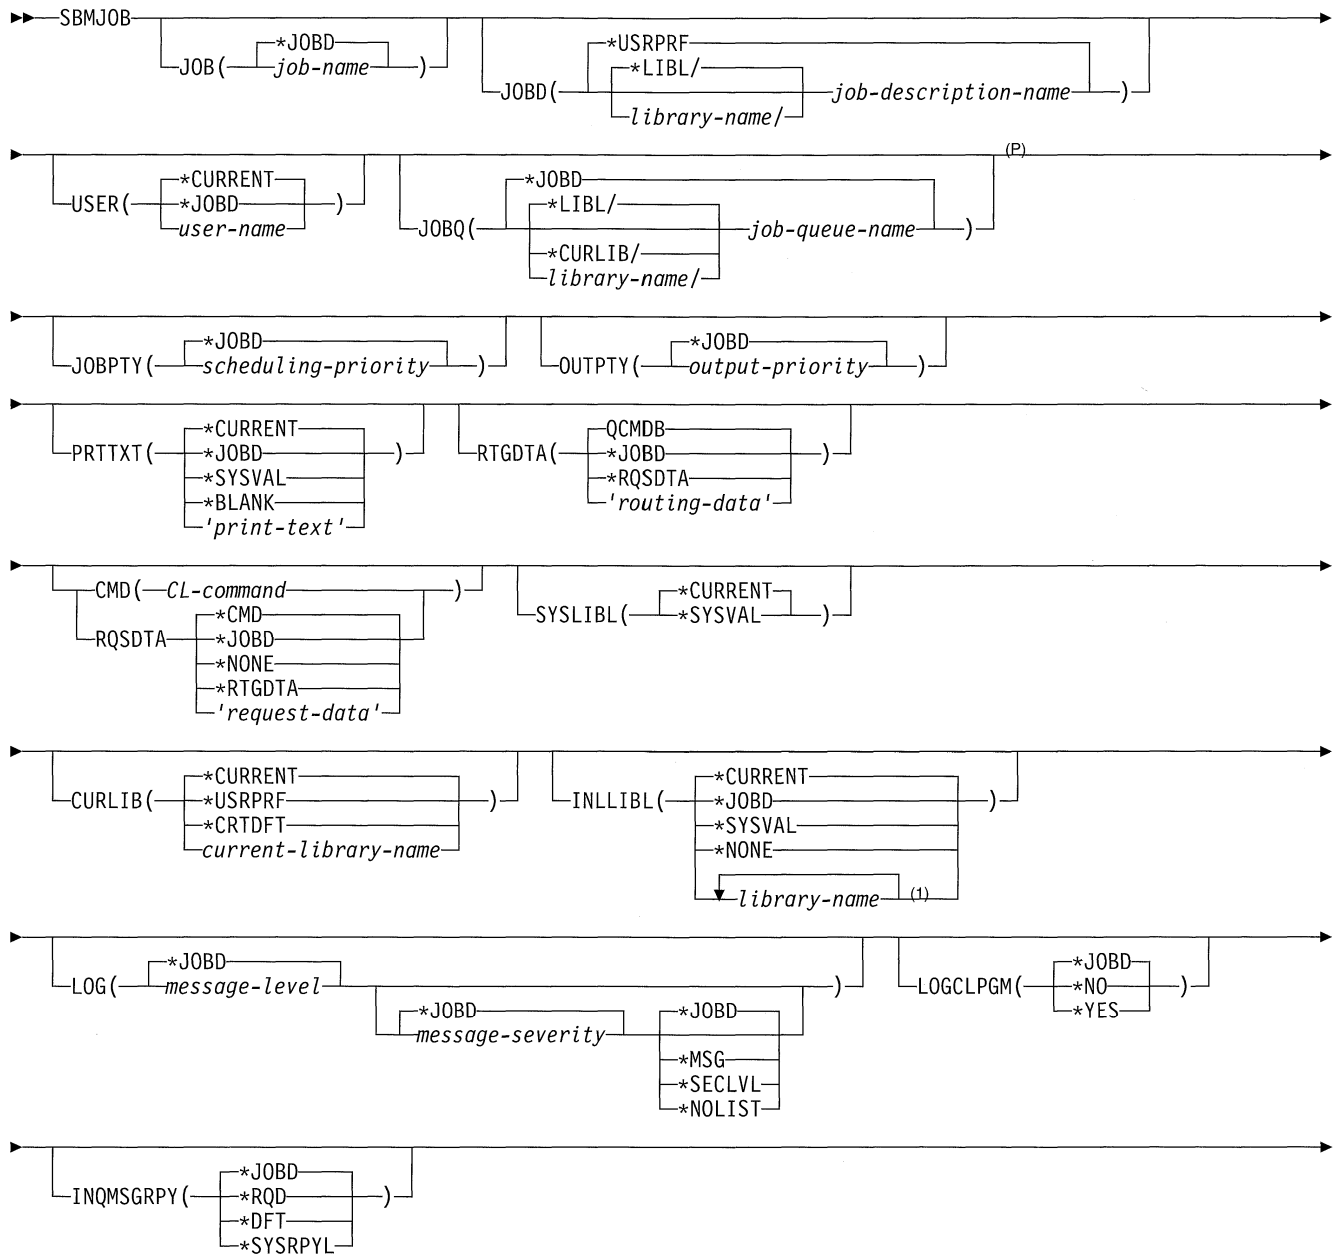 SBMJOB
JOB( *JOBD job-name )
JOBD( *USRPRF *LIBL/ library-name/ job-description-name )
USER( *CURRENT *JOBD user-name )
JOBQ( *JOBD *LIBL/ *CURLIB/ library-name/ job-queue-name ) (P)
JOBPTY( *JOBD scheduling-priority )
OUTPTY( *JOBD output-priority )
PRTTXT( *CURRENT *JOBD *SYSVAL *BLANK 'print-text' )
RTGDTA( QCMDB *JOBD *RQSDTA 'routing-data' )
CMD( CL-command )
RQSDTA *CMD *JOBD *NONE *RTGDTA 'request-data'
SYSLIBL( *CURRENT *SYSVAL )
CURLIB( *CURRENT *USRPRF *CRTDFT current-library-name )
INLLIBL( *CURRENT *JOBD *SYSVAL *NONE library-name (1) )
LOG( *JOBD message-level *JOBD message-severity *JOBD *MSG *SECLVL *NOLIST )
LOGCLPGM( *JOBD *NO *YES )
INQMSGRPY( *JOBD *RQD *DFT *SYSRPYL )